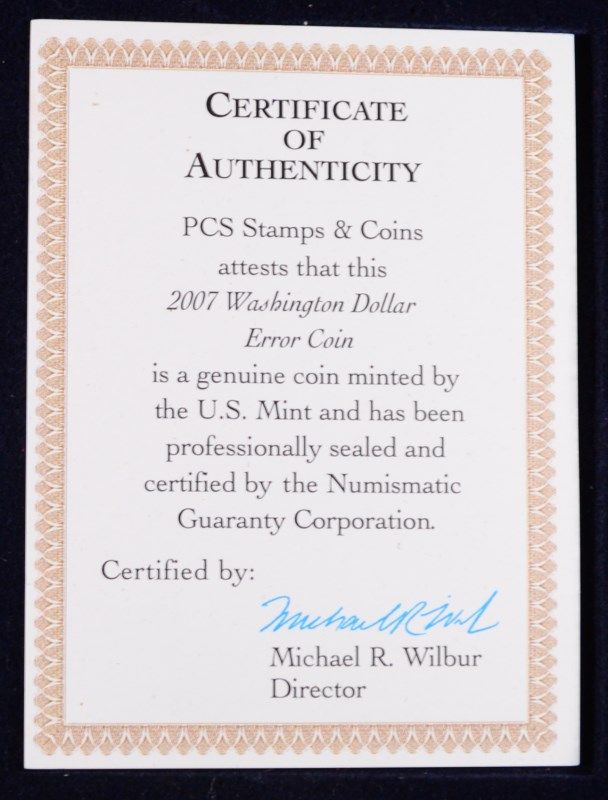 CERTIFICATE
OF
AUTHENTICITY
PCS Stamps & Coins
attests that this
2007 Washington Dollar
Error Coin
is a genuine coin minted by
the U.S. Mint and has been
professionally sealed and
certified by the Numismatic
Guaranty Corporation.
Certified by:
Michael R. Wilbur
Director